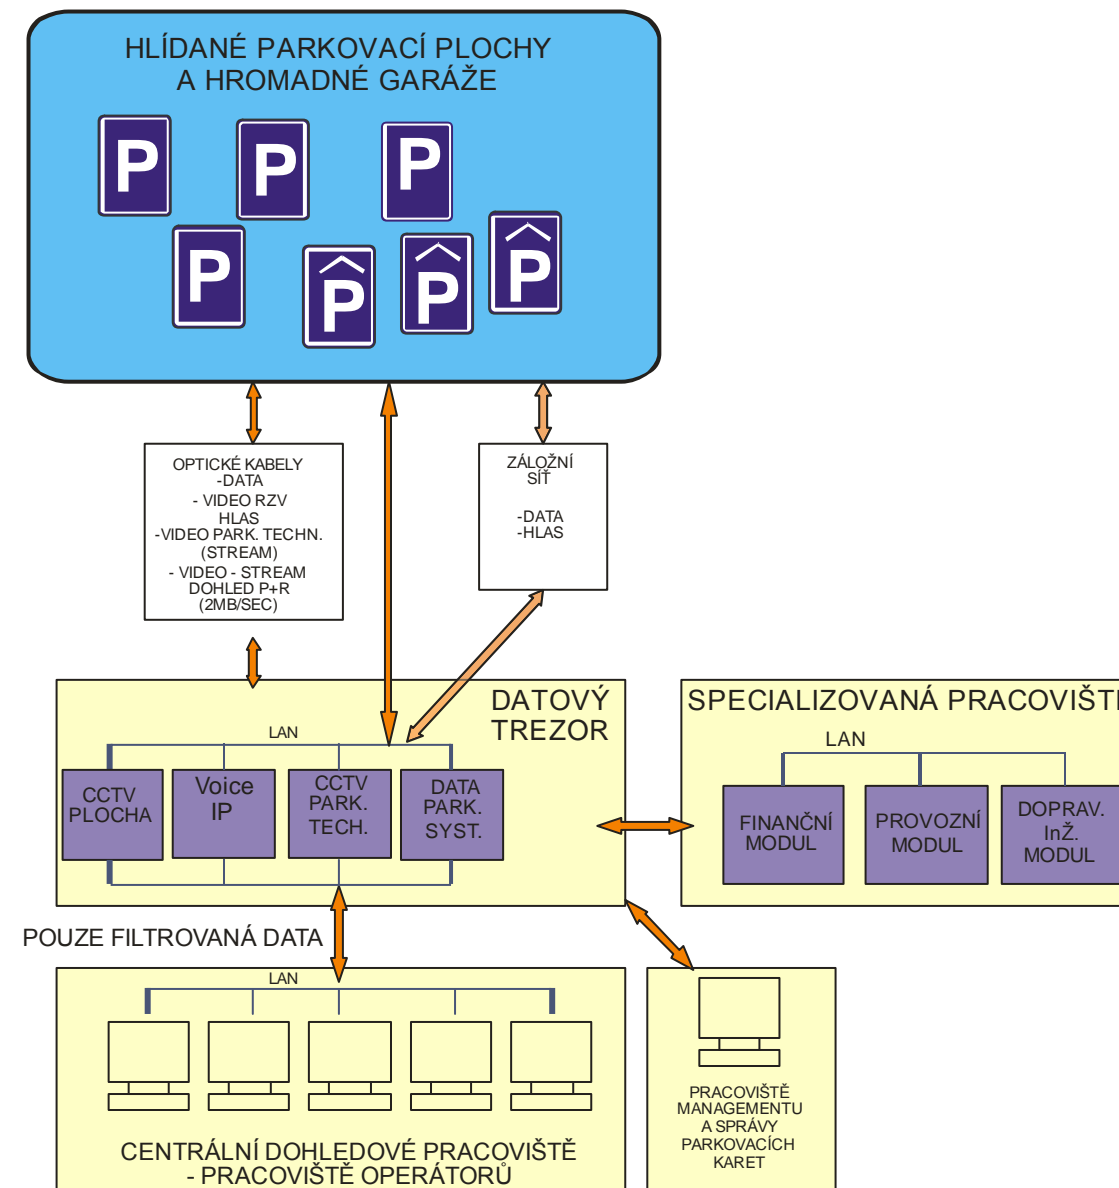 HLÍDANÉ PARKOVACÍ PLOCHY
A HROMADNÉ GARÁŽE
P
P
P
P
P
P
P
OPTICKÉ KABELY
-DATA
- VIDEO RZV
HLAS
-VIDEO PARK. TECHN.
(STREAM)
- VIDEO - STREAM
DOHLED P+R
(2MB/SEC)
ZÁLOŽNÍ
SÍŤ
-DATA
-HLAS
DATOVÝ
TREZOR
LAN
CCTV
PLOCHA
Voice
IP
CCTV
PARK.
TECH.
DATA
PARK.
SYST.
SPECIALIZOVANÁ PRACOVIŠTĚ
LAN
FINANČNÍ
MODUL
PROVOZNÍ
MODUL
DOPRAV.
InŽ.
MODUL
POUZE FILTROVANÁ DATA
LAN
CENTRÁLNÍ DOHLEDOVÉ PRACOVIŠTĚ
- PRACOVIŠTĚ OPERÁTORŮ
PRACOVIŠTĚ
MANAGEMENTU
A SPRÁVY
PARKOVACÍCH
KARET